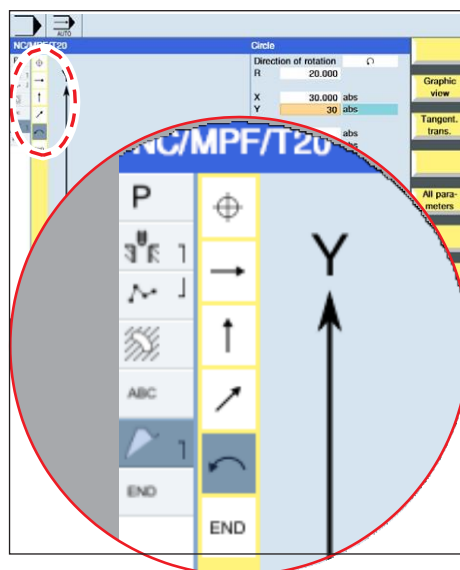 AUTO
NC/MPF/T20
Circle
Direction of rotation
R 20.000
X 30.000 abs
Y 30 abs
abs
Graphic view
Tangent. trans.
All para-meters
NC/MPF/T20
P
ABC
END
END
Y